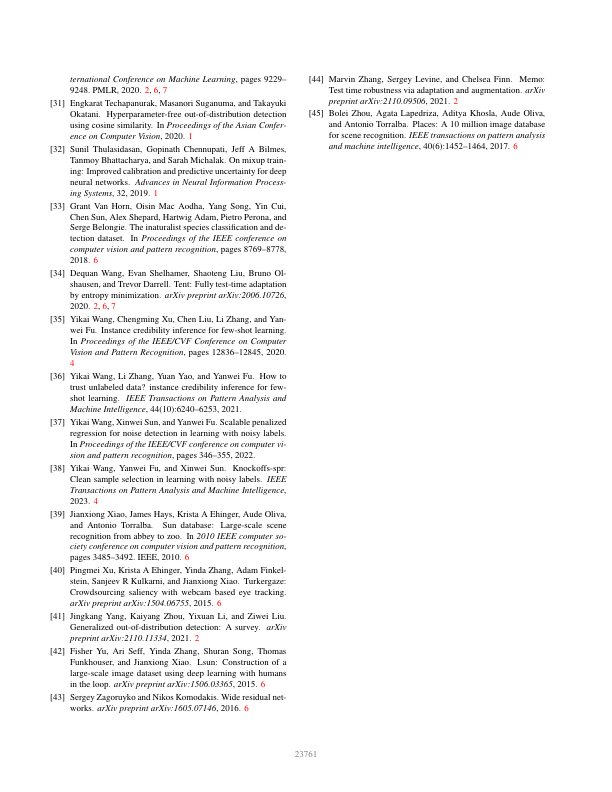 ternational Conference on Machine Learning, pages 9229–
9248. PMLR, 2020. 2, 6, 7
[31] Engkarat Techapanurak, Masanori Suganuma, and Takayuki
Okatani. Hyperparameter-free out-of-distribution detection
using cosine similarity. In Proceedings of the Asian Confer-
ence on Computer Vision, 2020. 1
[32] Sunil Thulasidasan, Gopinath Chennupati, Jeff A Bilmes,
Tanmoy Bhattacharya, and Sarah Michalak. On mixup train-
ing: Improved calibration and predictive uncertainty for deep
neural networks. Advances in Neural Information Process-
ing Systems, 32, 2019. 1
[33] Grant Van Horn, Oisin Mac Aodha, Yang Song, Yin Cui,
Chen Sun, Alex Shepard, Hartwig Adam, Pietro Perona, and
Serge Belongie. The inaturalist species classification and de-
tection dataset. In Proceedings of the IEEE conference on
computer vision and pattern recognition, pages 8769–8778,
2018. 6
[34] Dequan Wang, Evan Shelhamer, Shaoteng Liu, Bruno Ol-
shausen, and Trevor Darrell. Tent: Fully test-time adaptation
by entropy minimization. arXiv preprint arXiv:2006.10726,
2020. 2, 6, 7
[35] Yikai Wang, Chengming Xu, Chen Liu, Li Zhang, and Yan-
wei Fu. Instance credibility inference for few-shot learning.
In Proceedings of the IEEE/CVF Conference on Computer
Vision and Pattern Recognition, pages 12836–12845, 2020.
4
[36] Yikai Wang, Li Zhang, Yuan Yao, and Yanwei Fu. How to
trust unlabeled data? instance credibility inference for few-
shot learning. IEEE Transactions on Pattern Analysis and
Machine Intelligence, 44(10):6240–6253, 2021.
[37] Yikai Wang, Xinwei Sun, and Yanwei Fu. Scalable penalized
regression for noise detection in learning with noisy labels.
In Proceedings of the IEEE/CVF conference on computer vi-
sion and pattern recognition, pages 346–355, 2022.
[38] Yikai Wang, Yanwei Fu, and Xinwei Sun. Knockoffs-spr:
Clean sample selection in learning with noisy labels. IEEE
Transactions on Pattern Analysis and Machine Intelligence,
2023. 4
[39] Jianxiong Xiao, James Hays, Krista A Ehinger, Aude Oliva,
and Antonio Torralba. Sun database: Large-scale scene
recognition from abbey to zoo. In 2010 IEEE computer so-
ciety conference on computer vision and pattern recognition,
pages 3485–3492. IEEE, 2010. 6
[40] Pingmei Xu, Krista A Ehinger, Yinda Zhang, Adam Finkel-
stein, Sanjeev R Kulkarni, and Jianxiong Xiao. Turkergaze:
Crowdsourcing saliency with webcam based eye tracking.
arXiv preprint arXiv:1504.06755, 2015. 6
[41] Jingkang Yang, Kaiyang Zhou, Yixuan Li, and Ziwei Liu.
Generalized out-of-distribution detection: A survey. arXiv
preprint arXiv:2110.11334, 2021. 2
[42] Fisher Yu, Ari Seff, Yinda Zhang, Shuran Song, Thomas
Funkhouser, and Jianxiong Xiao. Lsun: Construction of a
large-scale image dataset using deep learning with humans
in the loop. arXiv preprint arXiv:1506.03365, 2015. 6
[43] Sergey Zagoruyko and Nikos Komodakis. Wide residual net-
works. arXiv preprint arXiv:1605.07146, 2016. 6
[44] Marvin Zhang, Sergey Levine, and Chelsea Finn. Memo:
Test time robustness via adaptation and augmentation. arXiv
preprint arXiv:2110.09506, 2021. 2
[45] Bolei Zhou, Agata Lapedriza, Aditya Khosla, Aude Oliva,
and Antonio Torralba. Places: A 10 million image database
for scene recognition. IEEE transactions on pattern analysis
and machine intelligence, 40(6):1452–1464, 2017. 6
23761